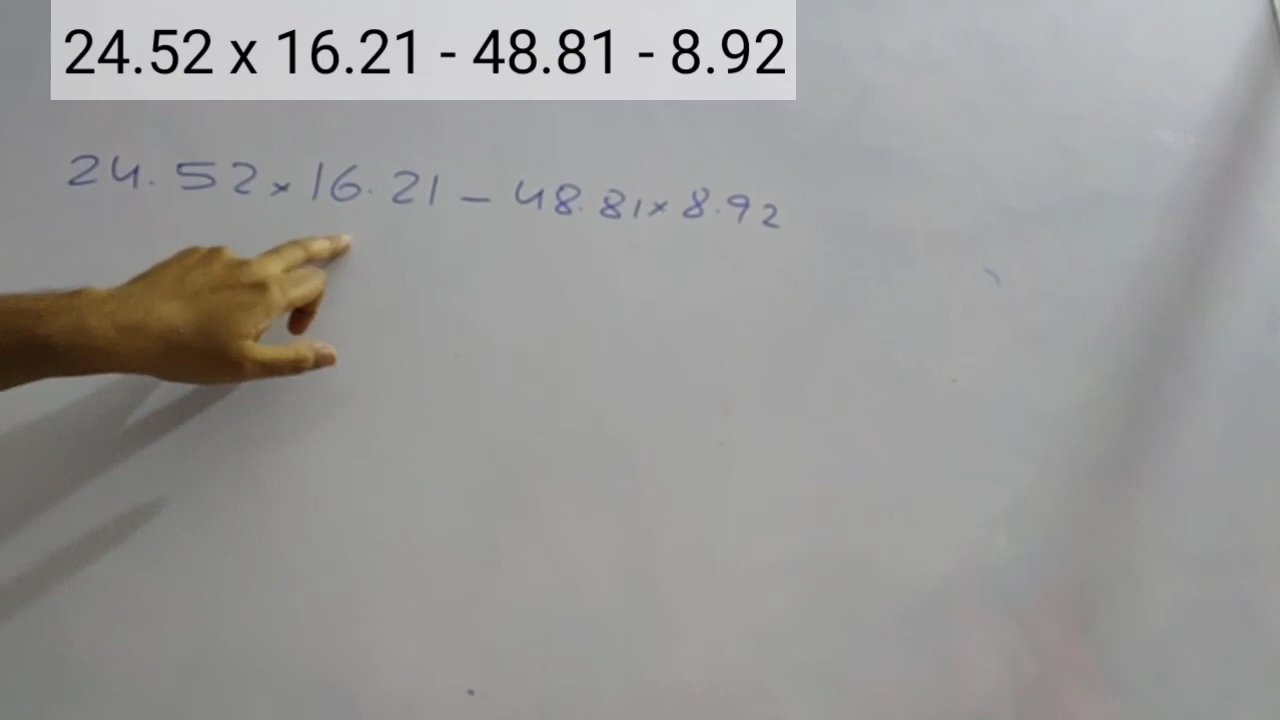 24.52 x 16.21 - 48.81 - 8.92
24.52 × 16.21 – 48.81 × 8.92